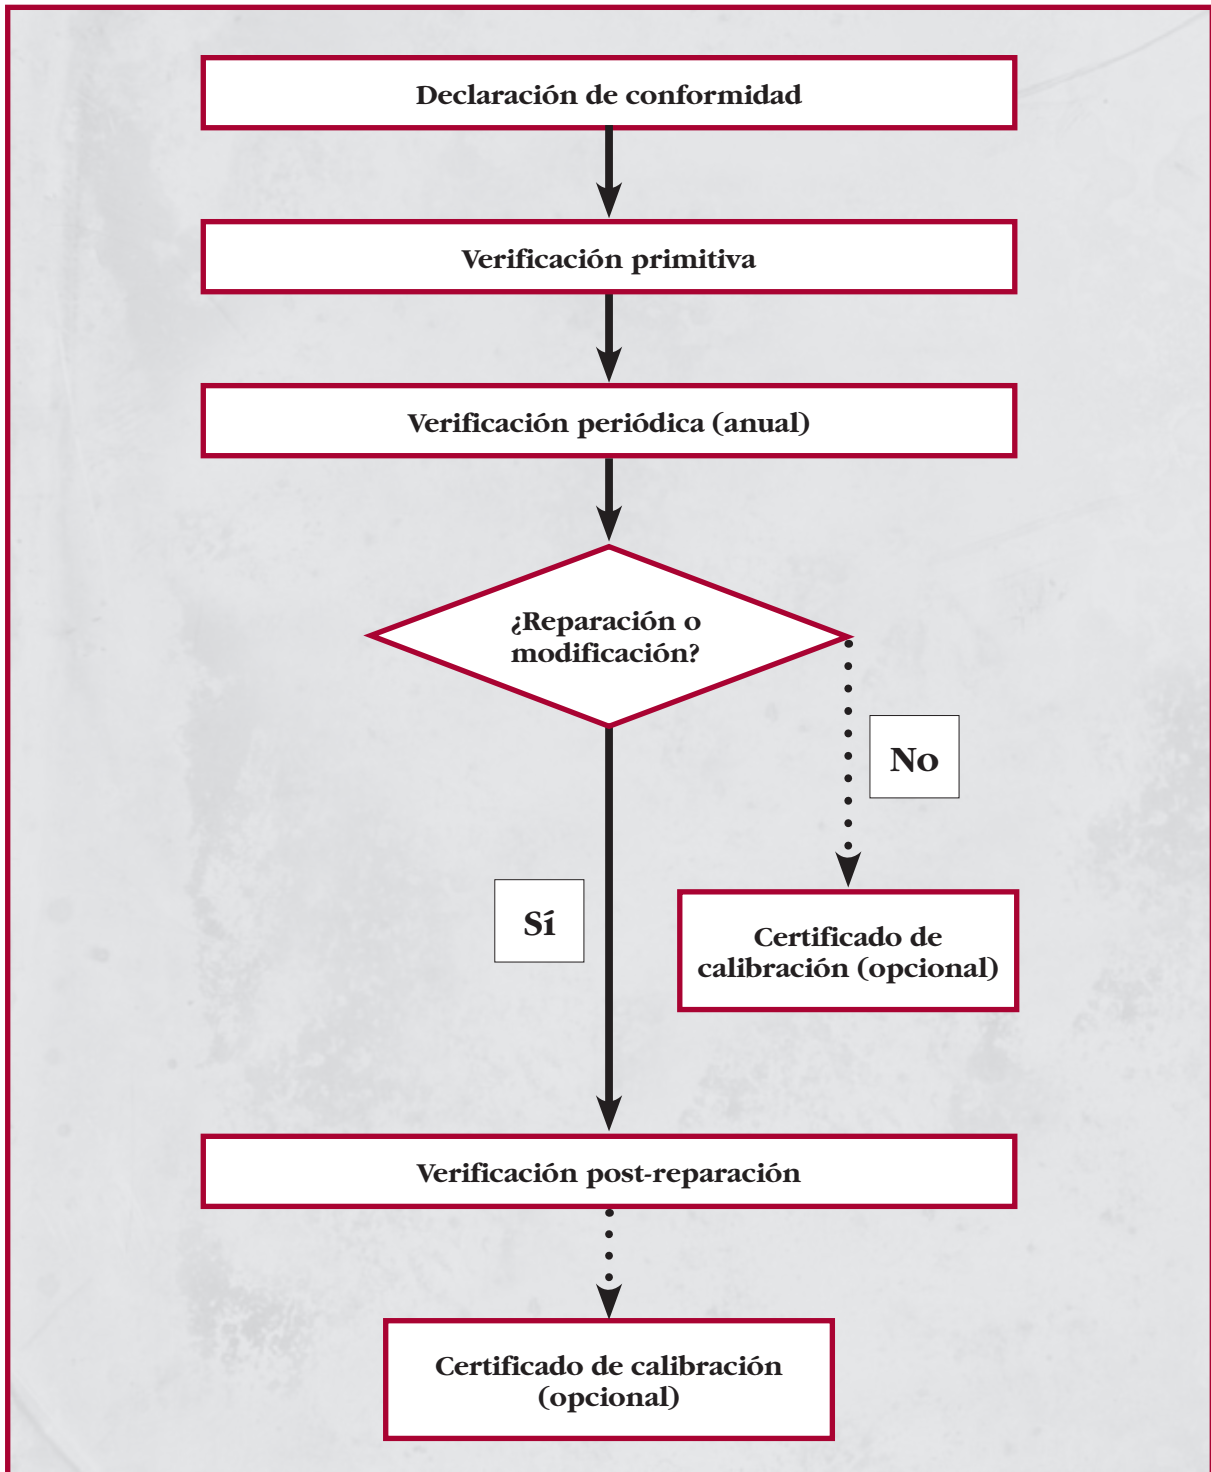 Declaración de conformidad
Verificación primitiva
Verificación periódica (anual)
¿Reparación o
modificación?
No
Sí
Certificado de
calibración (opcional)
Verificación post-reparación
Certificado de calibración
(opcional)